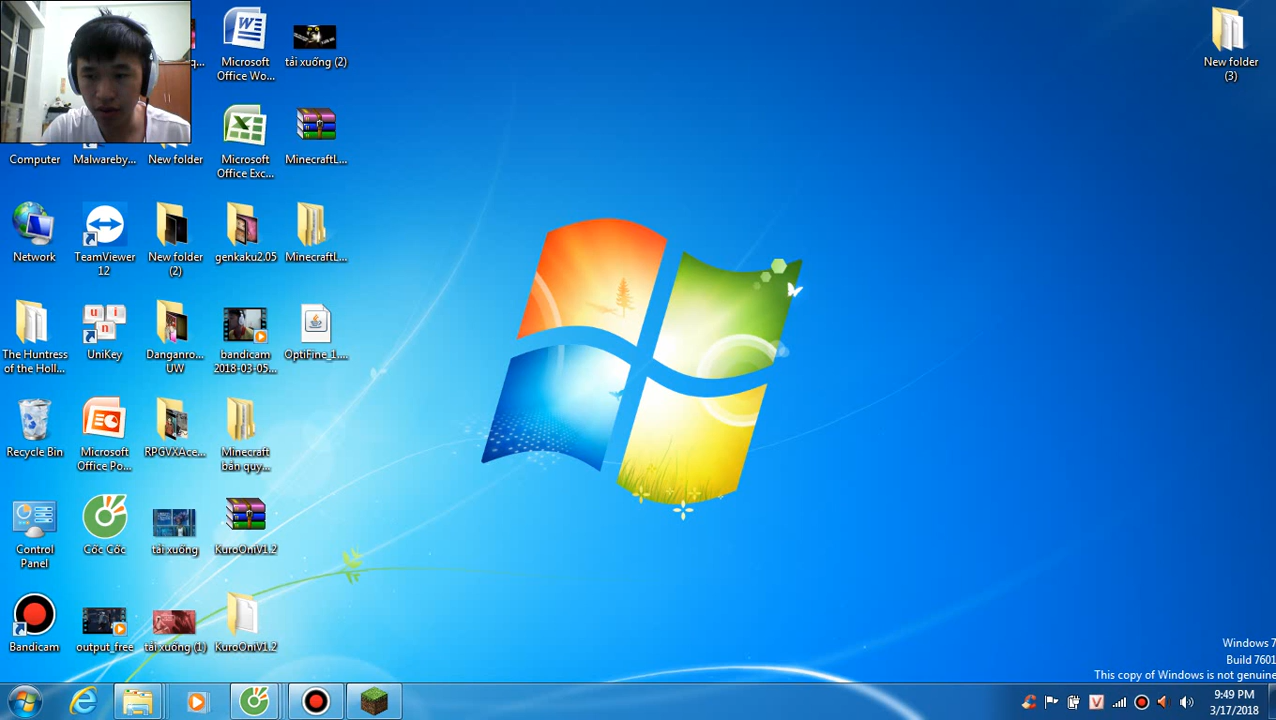 Computer
Network
The Huntress
of the Holl...
Recycle Bin
Control
Panel
Bandicam
Malwareby...
TeamViewer
12
UniKey
Microsoft
Office Po...
Cốc Cốc
output_free
q...
New folder
New folder
(2)
Danganro...
UW
RPGVXAce...
tải xuống
tải xuống (1)
Microsoft
Office Wo...
Microsoft
Office Exc...
genkaku2.05
bandicam
2018-03-05...
Minecraft
bản quy...
KuroOniV1.2
KuroOniV1.2
tải xuống (2)
MinecraftL...
MinecraftL...
OptiFine_1....
New folder
(3)
Windows 7
Build 7601
This copy of Windows is not genuine
9:49 PM
3/17/2018